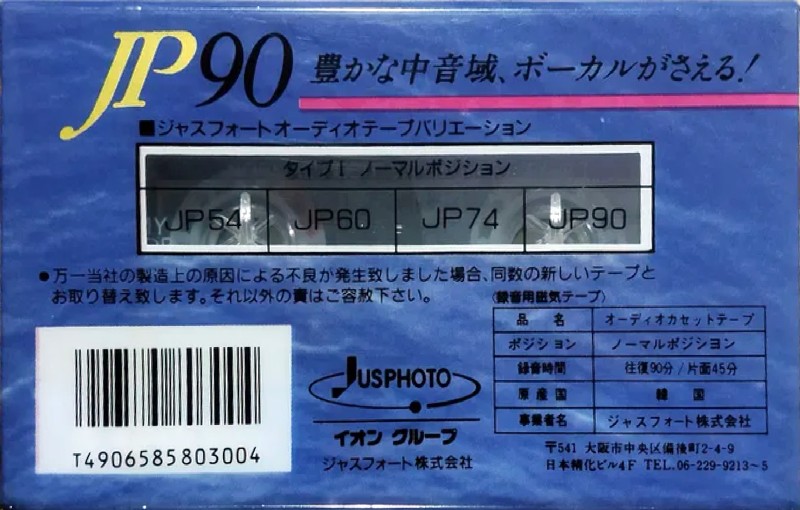 JP90 豊かな中音域、ボーカルがさえる!
■ジャスフォートオーディオテープバリエーション
タイプI ノーマルポジション
JP54 JP60 JP74 JP90
●万一当社の製造上の原因による不良が発生致しました場合、同数の新しいテープと
お取り替え致します。それ以外の責はご容赦下さい。
〈録音用磁気テープ〉
品名 オーディオカセットテープ
ポジション ノーマルポジション
録音時間 往復90分/片面45分
原産国 韓国
事業者名 ジャスフォート株式会社
〒541 大阪市中央区備後町2-4-9
日本精化ビル4F TEL.06-229-9213~5
JUSPHOTO
イオン グループ
ジャスフォート株式会社
T4906585803004